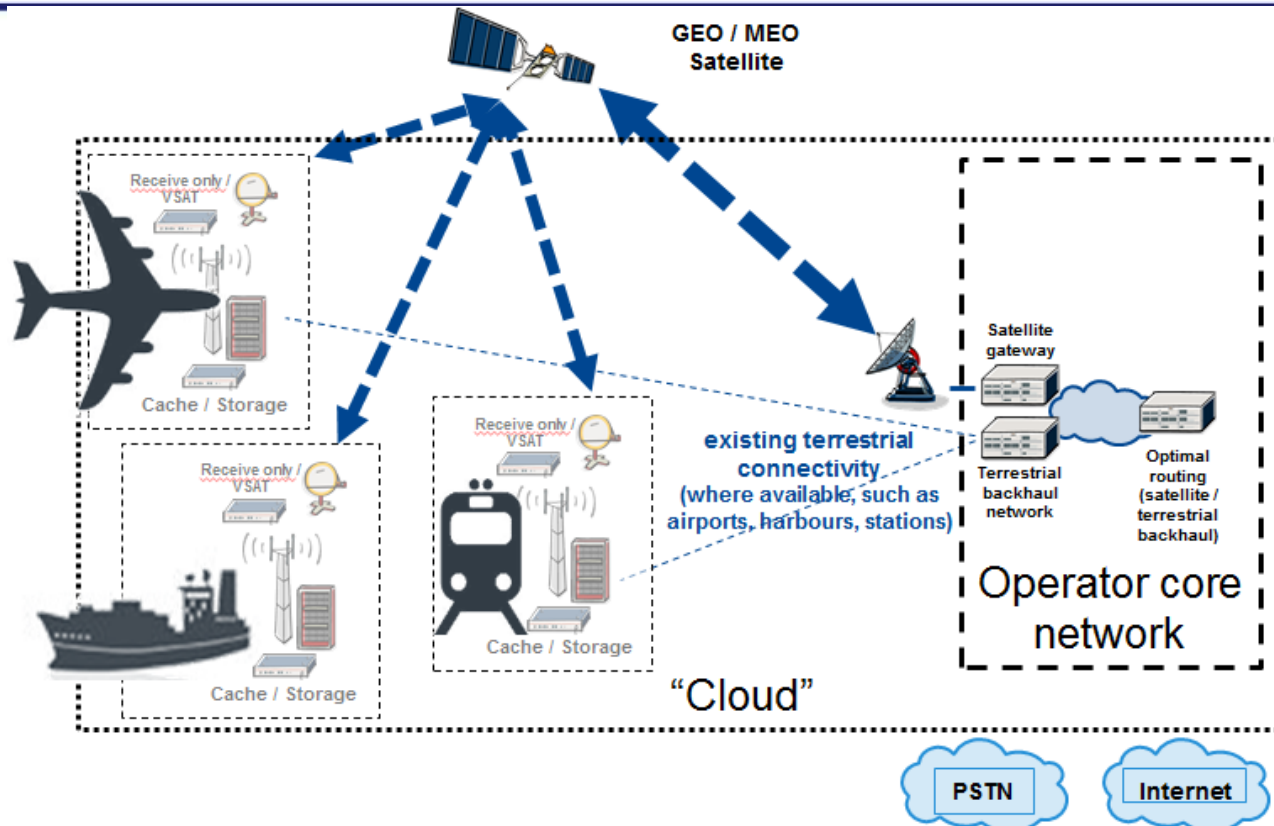 GEO / MEO
Satellite
Receive only /
VSAT
Cache / Storage
Receive only /
VSAT
Cache / Storage
Receive only /
VSAT
Cache / Storage
existing terrestrial
connectivity
(where available, such as
airports, harbours, stations)
Satellite
gateway
Terrestrial
backhaul
network
Optimal
routing
(satellite /
terrestrial
backhaul)
Operator core
network
“Cloud”
PSTN
Internet